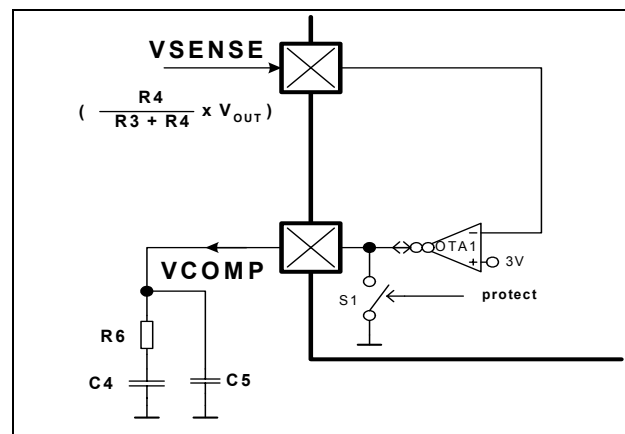 VSENSE
( R4
R3 + R4 x VOUT )
OTA1
−
+
3V
VCOMP
S1
protect
R6
C4
C5